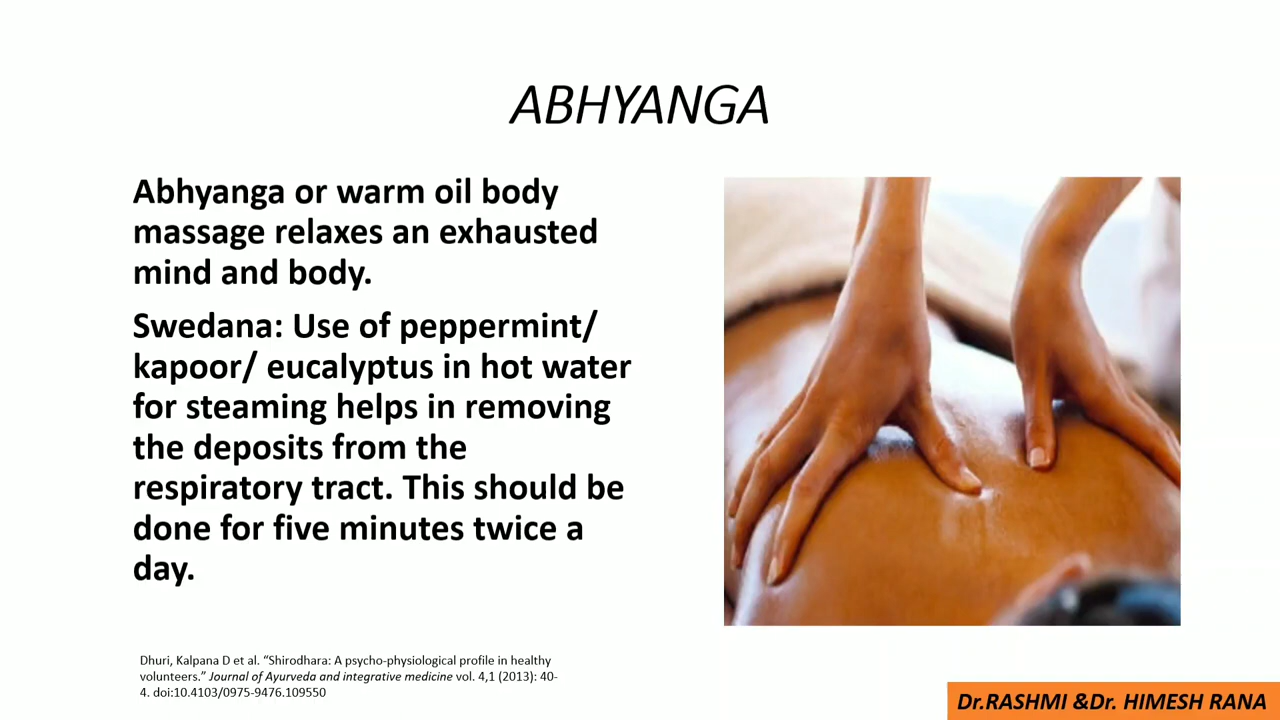 ABHYANGA
Abhyanga or warm oil body
massage relaxes an exhausted
mind and body.
Swedana: Use of peppermint/
kapoor/ eucalyptus in hot water
for steaming helps in removing
the deposits from the
respiratory tract. This should be
done for five minutes twice a
day.
Dhuri, Kalpana D et al. “Shirodhara: A psycho-physiological profile in healthy
volunteers.” Journal of Ayurveda and integrative medicine vol. 4,1 (2013): 40-
4. doi:10.4103/0975-9476.109550
Dr.RASHMI &Dr. HIMESH RANA